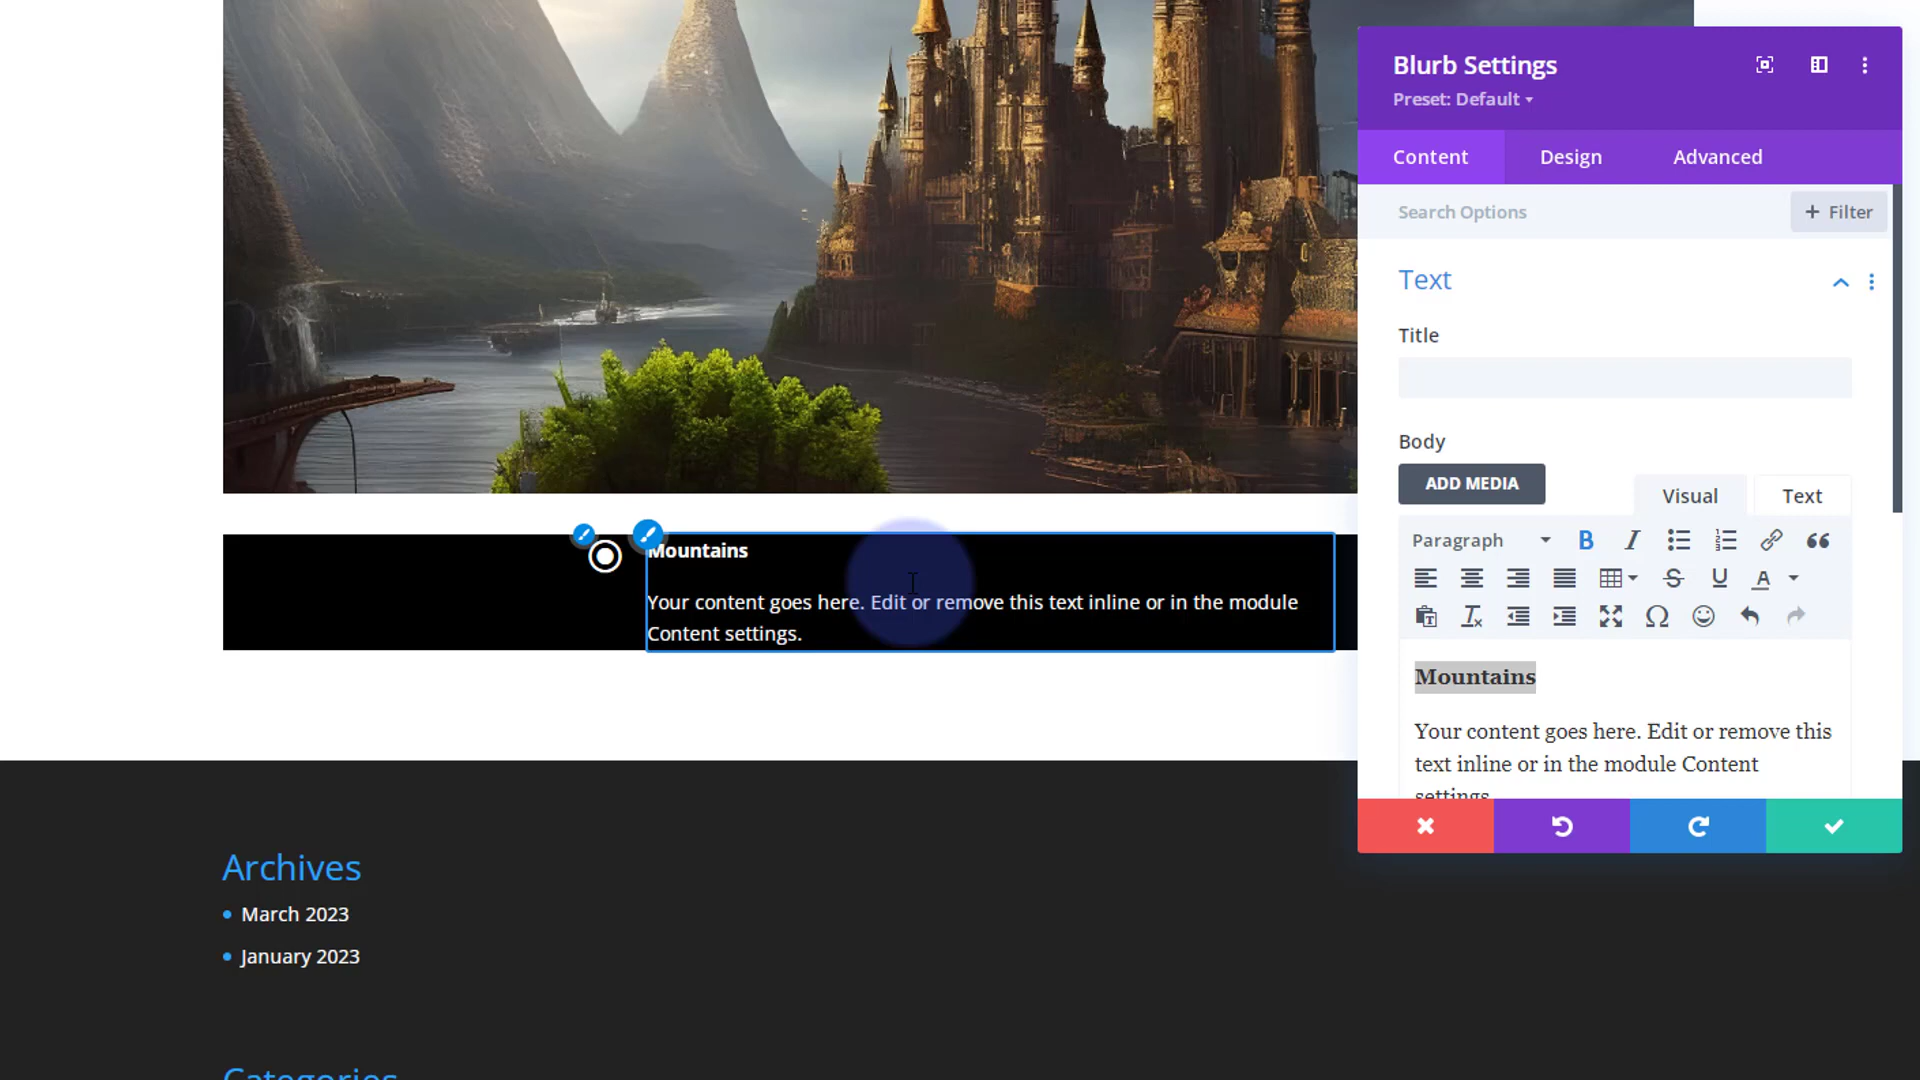 Blurb Settings
Preset: Default
Content Design Advanced
Search Options
+ Filter
Text
Title
Body
ADD MEDIA
Visual Text
Paragraph
Mountains
Your content goes here. Edit or remove this
text inline or in the module Content
settings.
Mountains
Your content goes here. Edit or remove this text inline or in the module
Content settings.
Archives
March 2023
January 2023
Categories